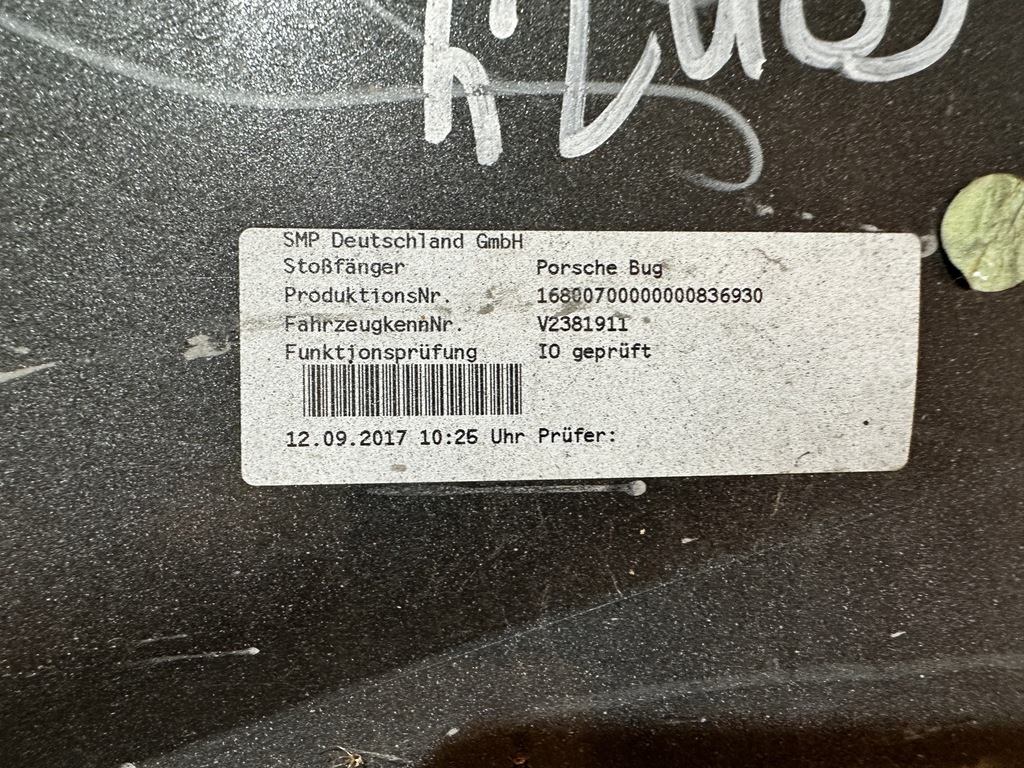 SMP Deutschland GmbH
Stoßfänger Porsche Bug
ProduktionsNr. 16800700000000836930
FahrzeugkennNr. V2381911
Funktionsprüfung IO geprüft
12.09.2017 10:25 Uhr Prüfer: